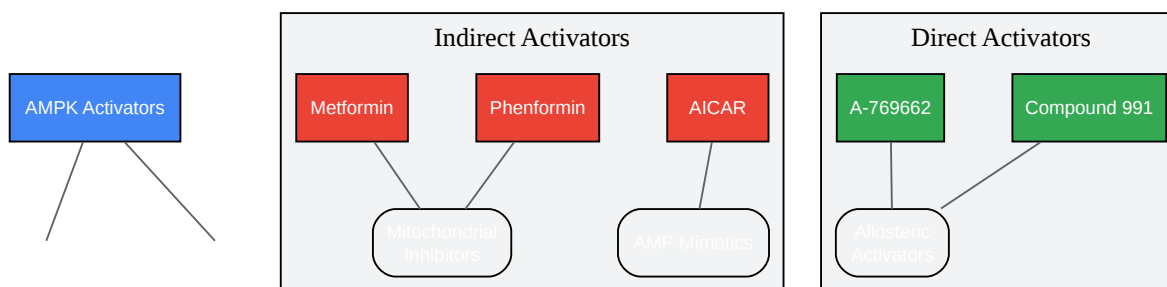 Indirect Activators
Direct Activators
AMPK Activators
Metformin
Phenformin
AICAR
A-769662
Compound 991
Mitochondrial
Inhibitors
AMP Mimetics
Allosteric
Activators